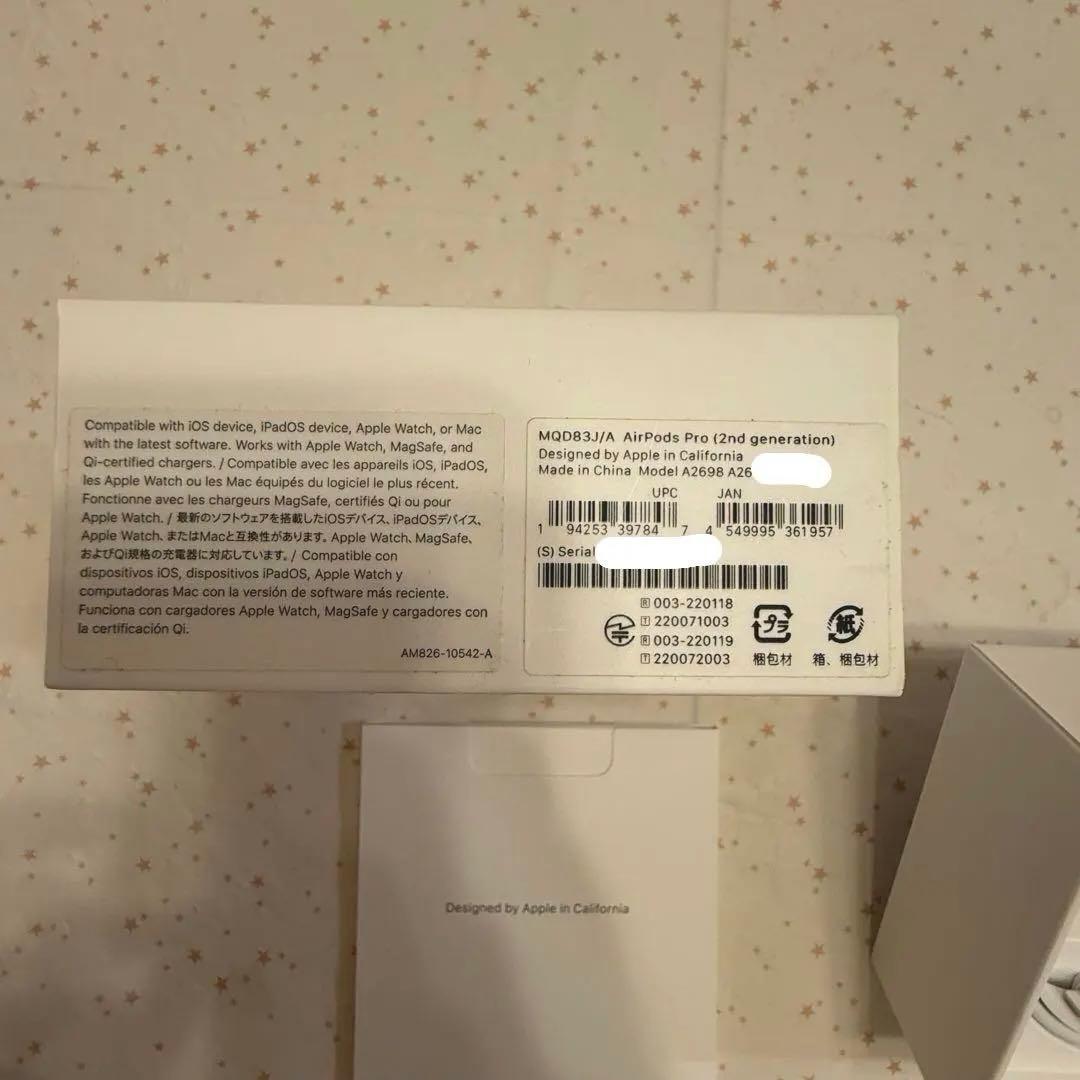 Compatible with iOS device, iPadOS device, Apple Watch, or Mac
with the latest software. Works with Apple Watch, MagSafe, and
Qi-certified chargers. / Compatible avec les appareils iOS, iPadOS,
les Apple Watch ou les Mac équipés du logiciel le plus récent.
Fonctionne avec les chargeurs MagSafe, certifiés Qi ou pour
Apple Watch. / 最新のソフトウェアを搭載したiOSデバイス、iPadOSデバイス、
Apple Watch、またはMacと互換性があります。Apple Watch、MagSafe、
およびQi規格の充電器に対応しています。/ Compatible con
dispositivos iOS, dispositivos iPadOS, Apple Watch y
computadoras Mac con la versión de software más reciente.
Funciona con cargadores Apple Watch, MagSafe y cargadores con
la certificación Qi.
AM826-10542-A
MQD83J/A AirPods Pro (2nd generation)
Designed by Apple in California
Made in China Model A2698 A26
UPC JAN
1 94253 39784 7 4 549995 361957
(S) Serial
R 003-220118
T 220071003
R 003-220119
T 220072003
プラ 紙
梱包材 箱、梱包材
Designed by Apple in California